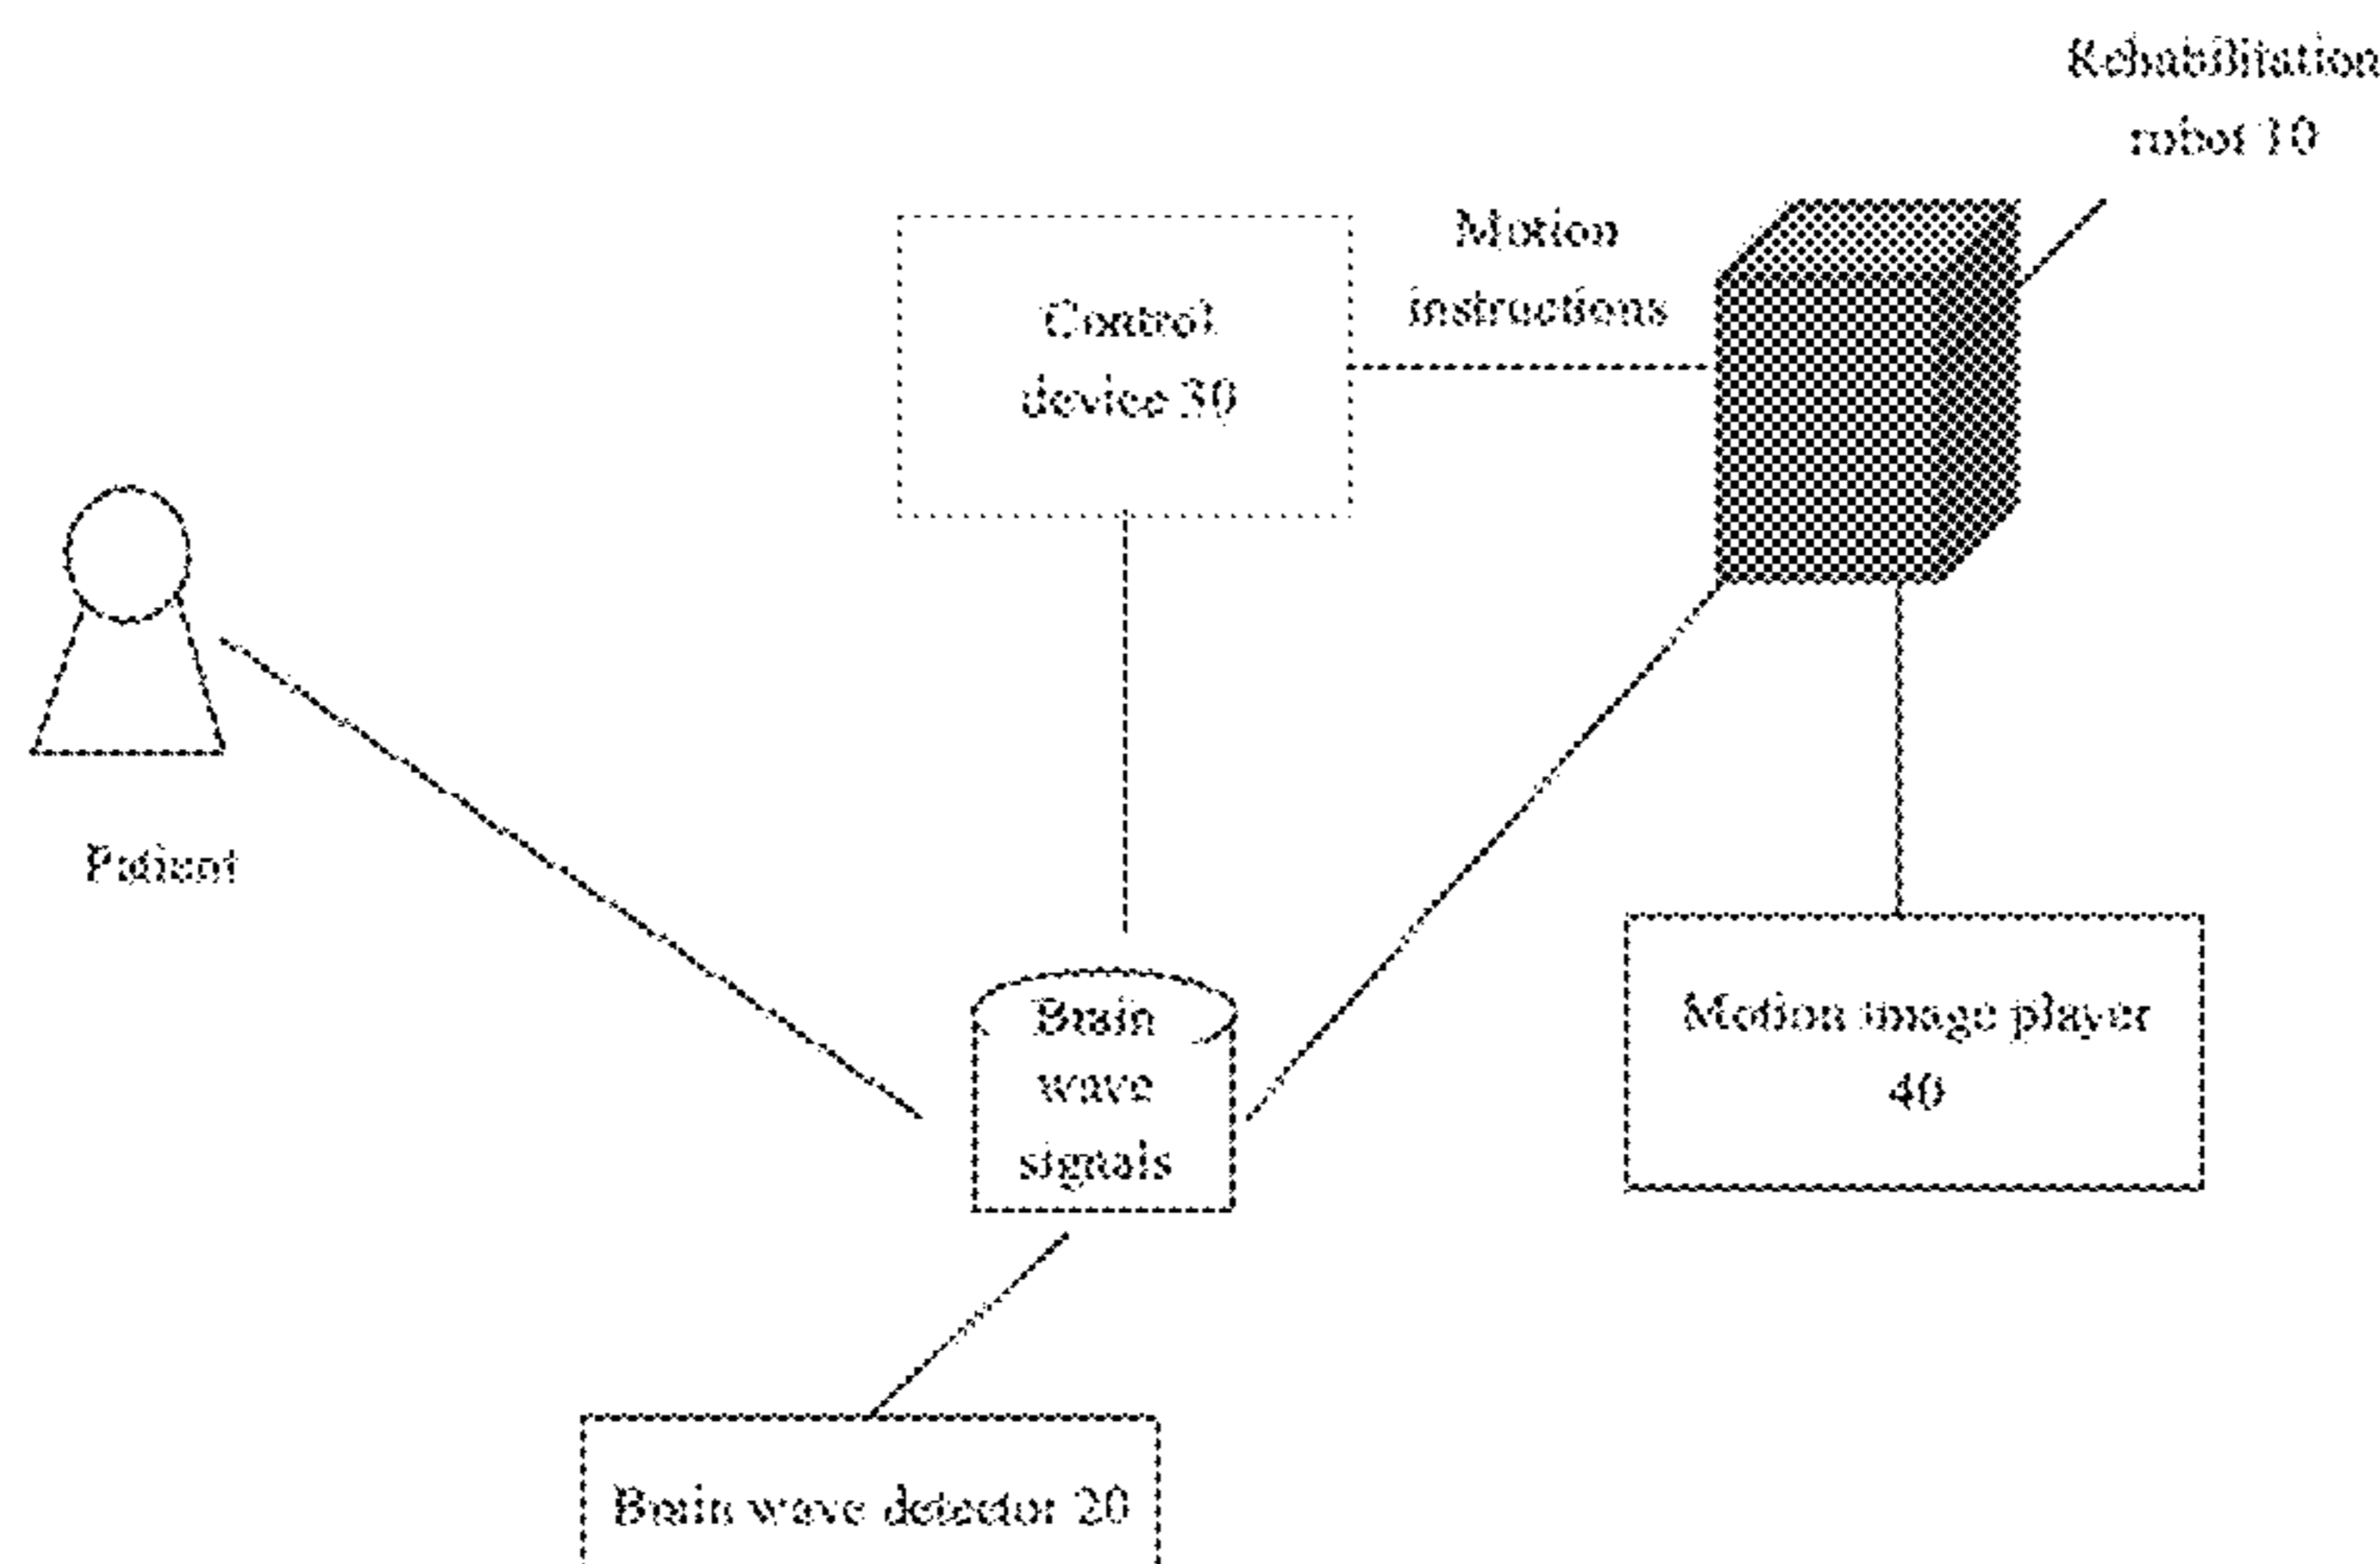 Rehabilitation
robot 10
Motion
instructions
Control
device 30
Patient
Brain
wave
signals
Motion image player
40
Brain wave detector 20